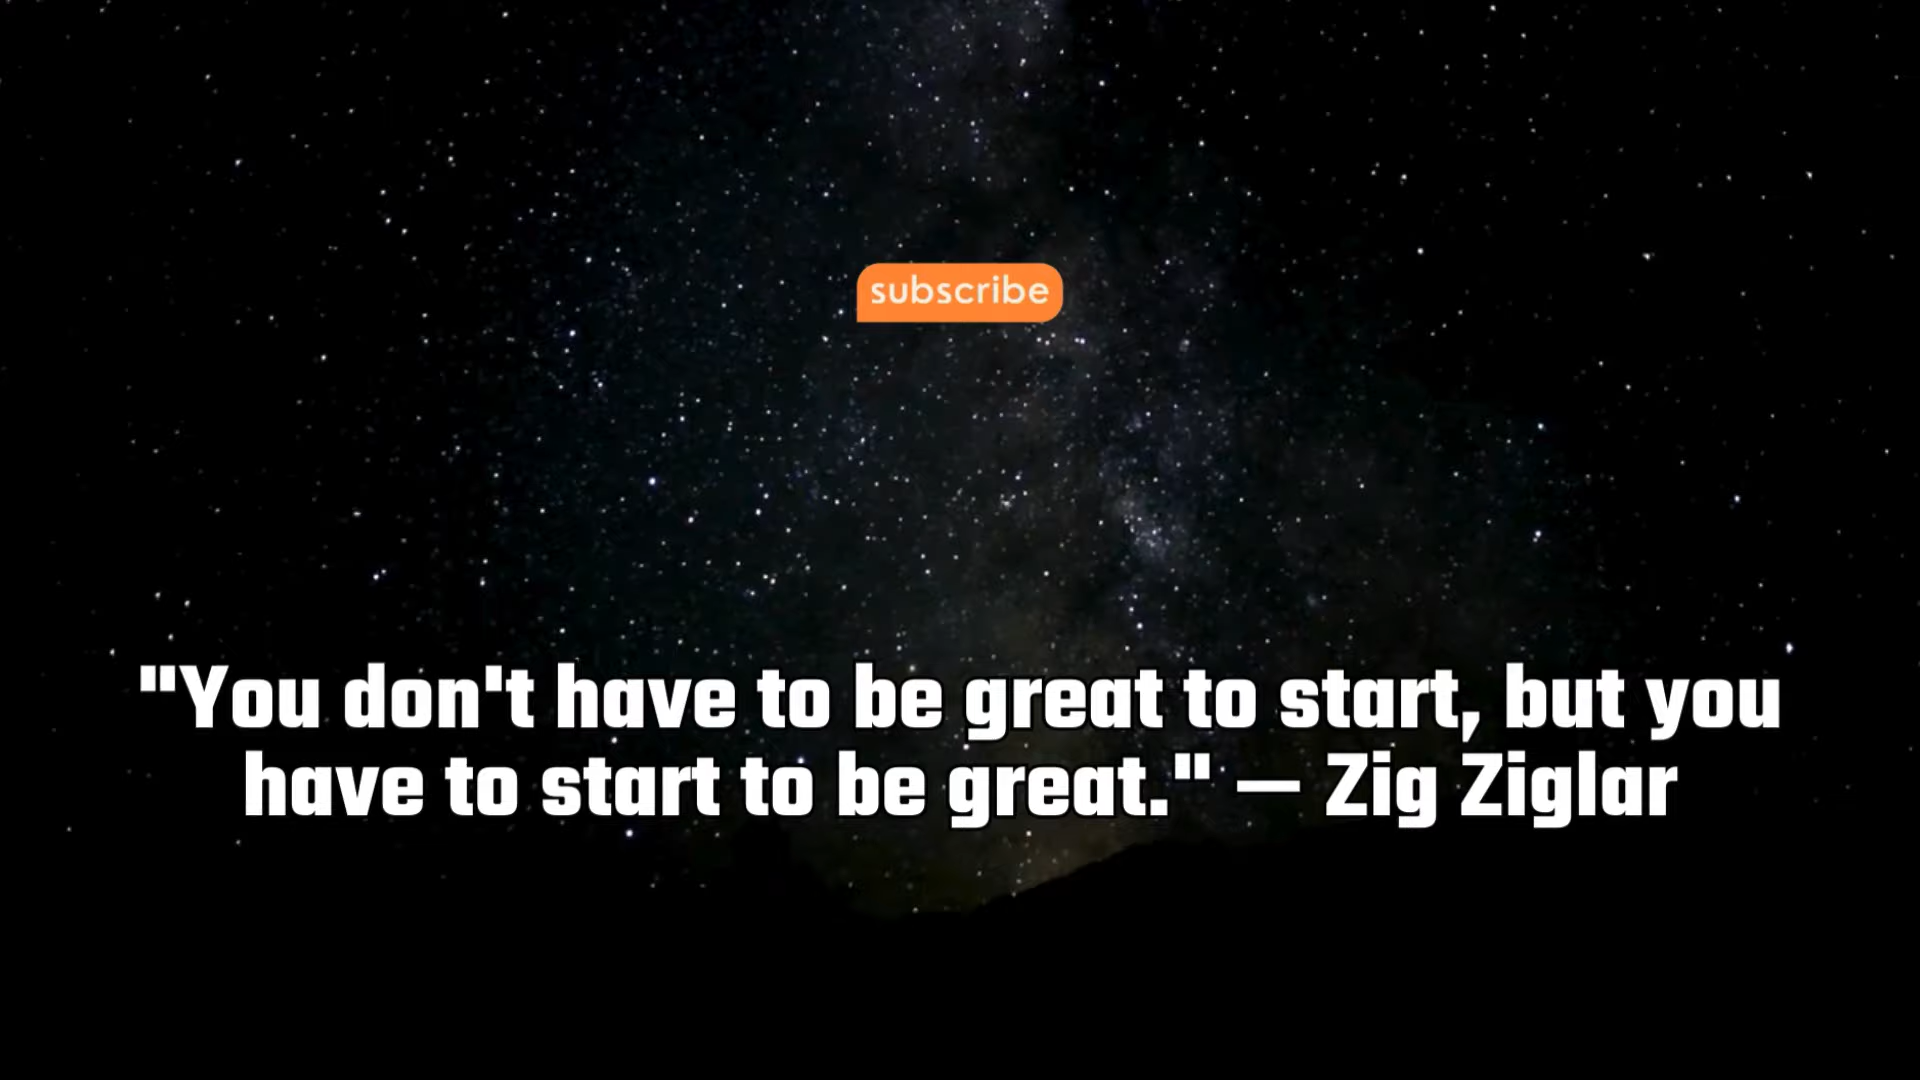 subscribe
"You don't have to be great to start, but you
have to start to be great." — Zig Ziglar